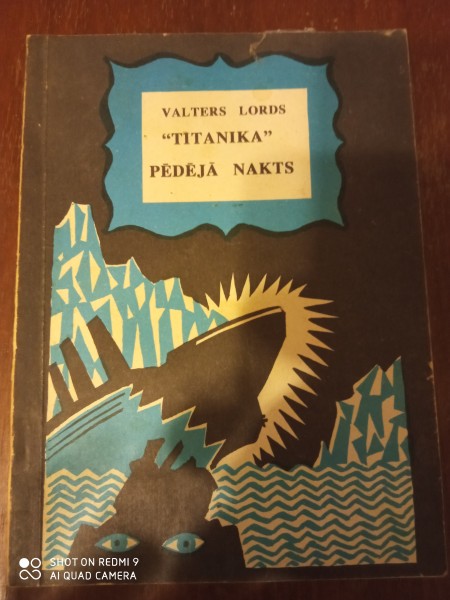 VALTERS LORDS
“TITANIKA”
PĒDĒJĀ NAKTS
SHOT ON REDMI 9
AI QUAD CAMERA